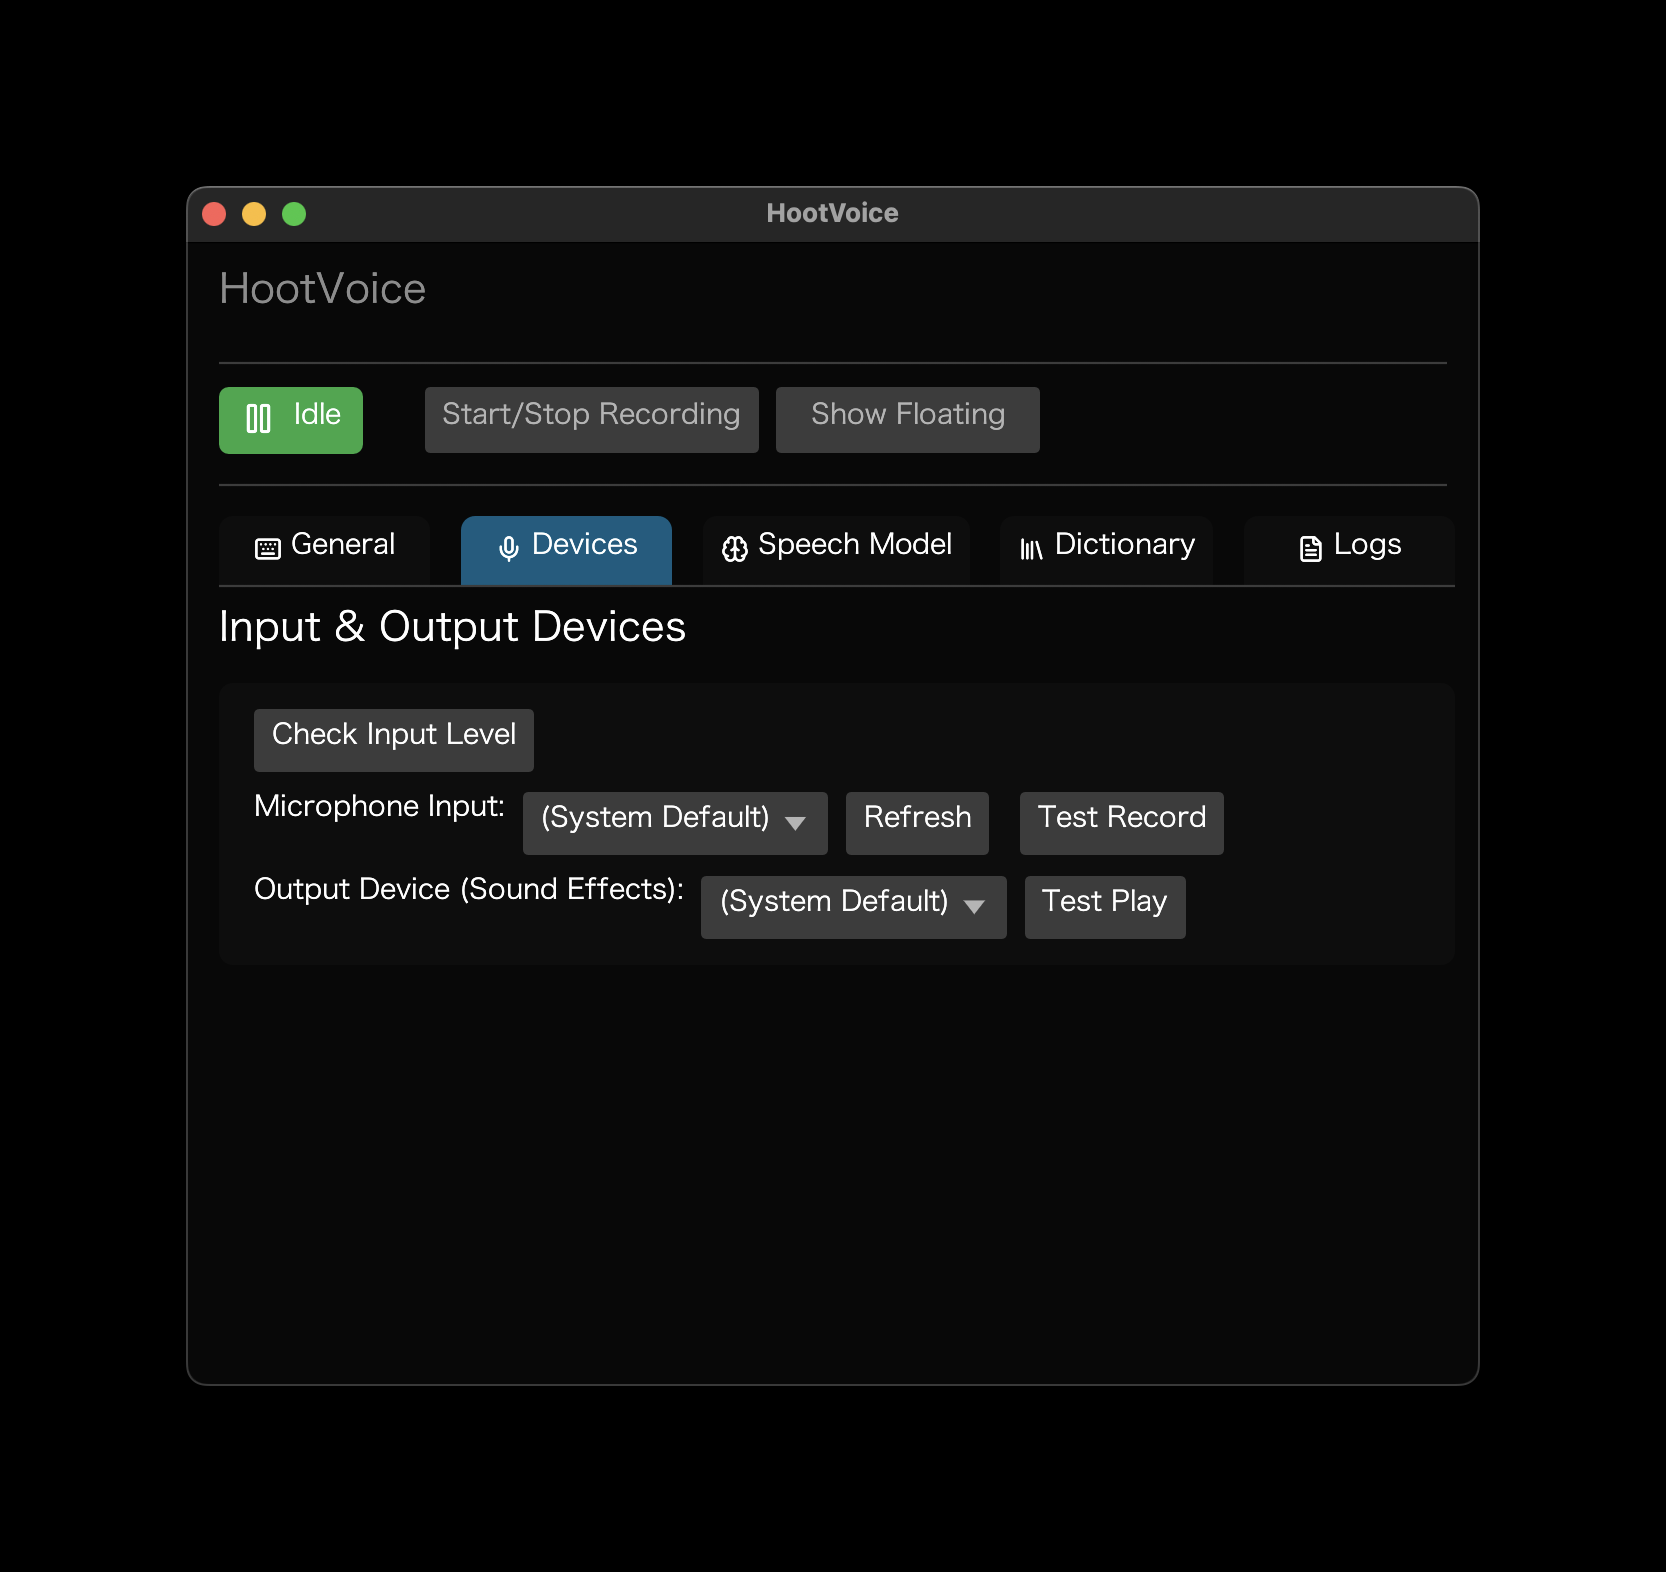 HootVoice
HootVoice
Idle
Start/Stop Recording
Show Floating
General
Devices
Speech Model
Dictionary
Logs
Input & Output Devices
Check Input Level
Microphone Input: (System Default) Refresh Test Record
Output Device (Sound Effects): (System Default) Test Play